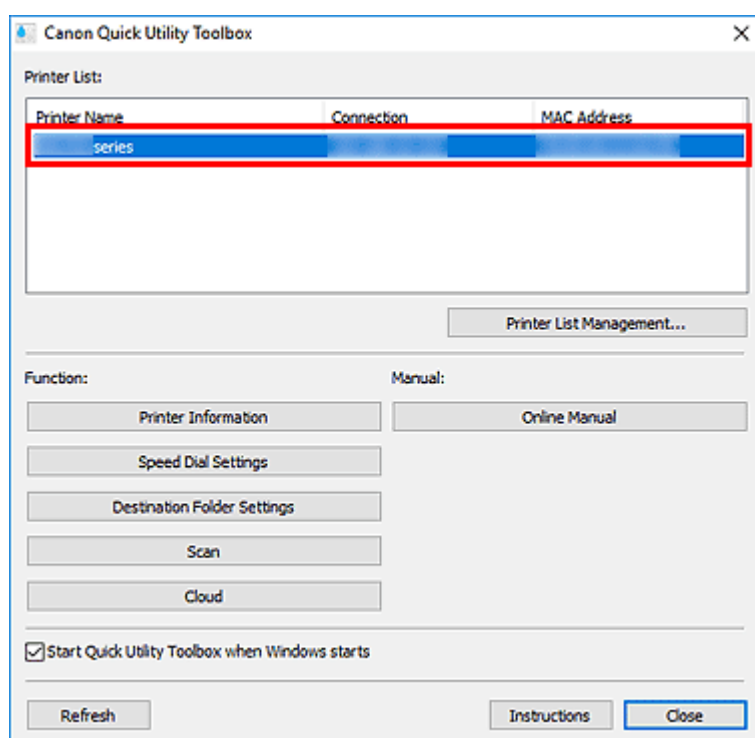 Canon Quick Utility Toolbox
Printer List:
Printer Name Connection MAC Address
series
Printer List Management...
Function: Manual:
Printer Information Online Manual
Speed Dial Settings
Destination Folder Settings
Scan
Cloud
Start Quick Utility Toolbox when Windows starts
Refresh Instructions Close